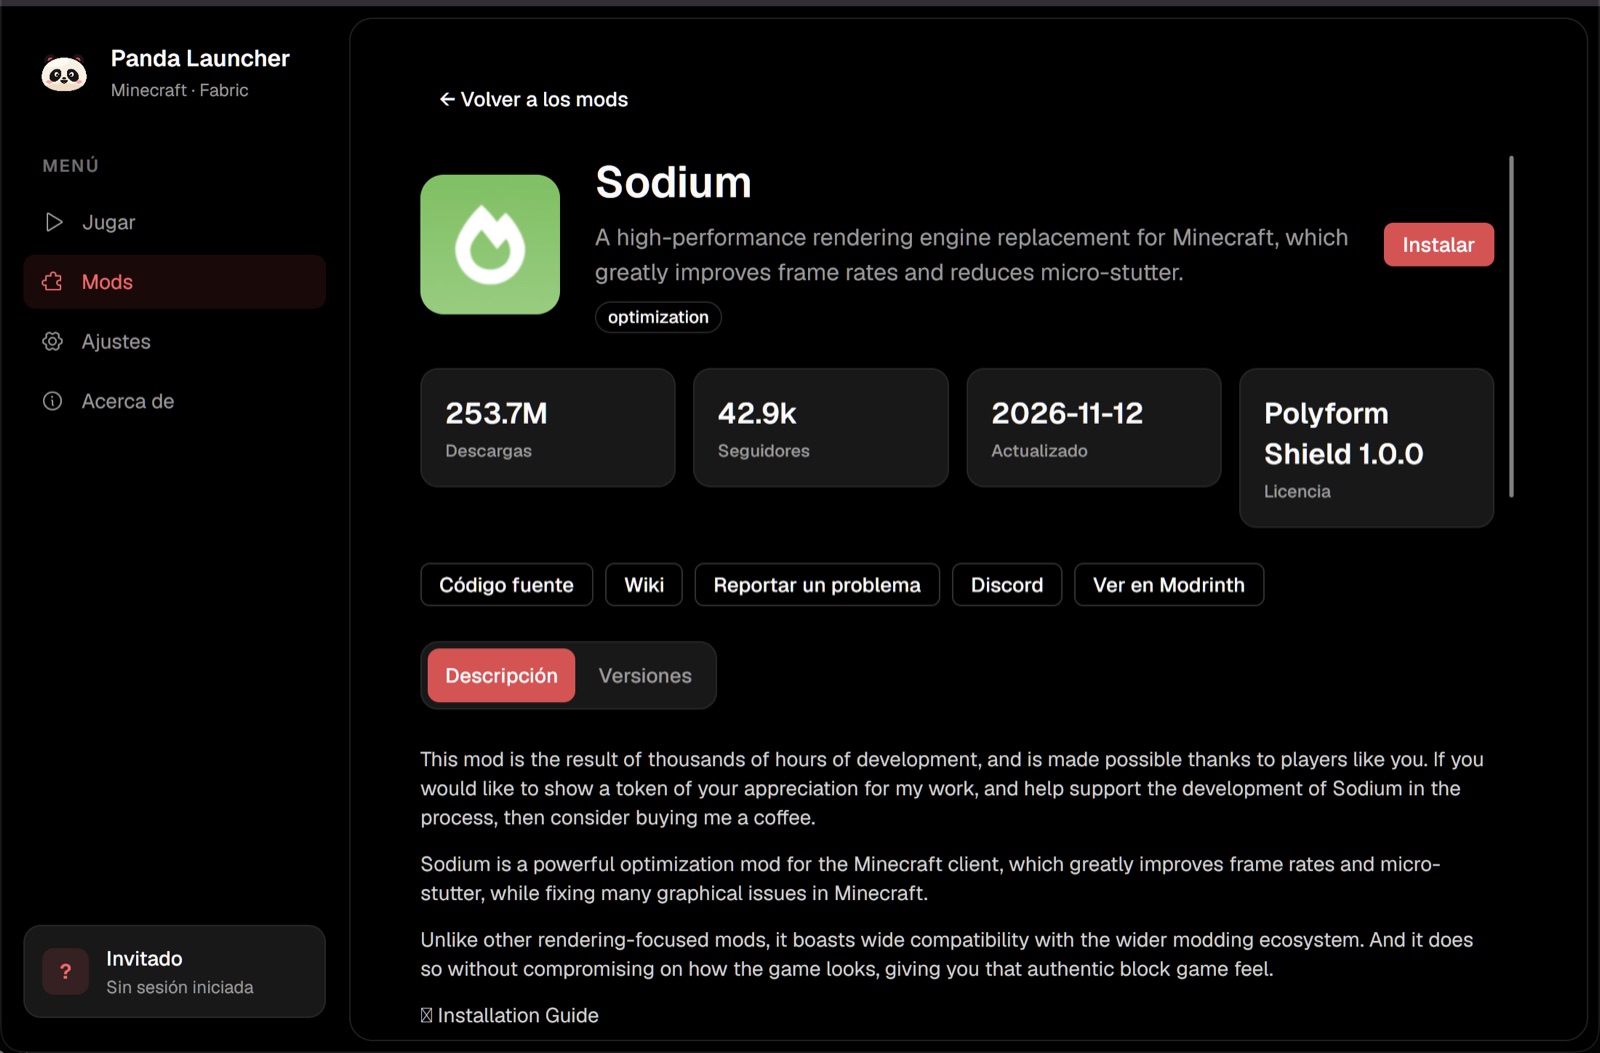 Panda Launcher
Minecraft · Fabric
MENÚ
Jugar
Mods
Ajustes
Acerca de
Invitado
Sin sesión iniciada
← Volver a los mods
Sodium
A high-performance rendering engine replacement for Minecraft, which
greatly improves frame rates and reduces micro-stutter.
optimization
Instalar
253.7M
Descargas
42.9k
Seguidores
2026-11-12
Actualizado
Polyform
Shield 1.0.0
Licencia
Código fuente
Wiki
Reportar un problema
Discord
Ver en Modrinth
Descripción
Versiones
This mod is the result of thousands of hours of development, and is made possible thanks to players like you. If you
would like to show a token of your appreciation for my work, and help support the development of Sodium in the
process, then consider buying me a coffee.
Sodium is a powerful optimization mod for the Minecraft client, which greatly improves frame rates and micro-
stutter, while fixing many graphical issues in Minecraft.
Unlike other rendering-focused mods, it boasts wide compatibility with the wider modding ecosystem. And it does
so without compromising on how the game looks, giving you that authentic block game feel.
Installation Guide